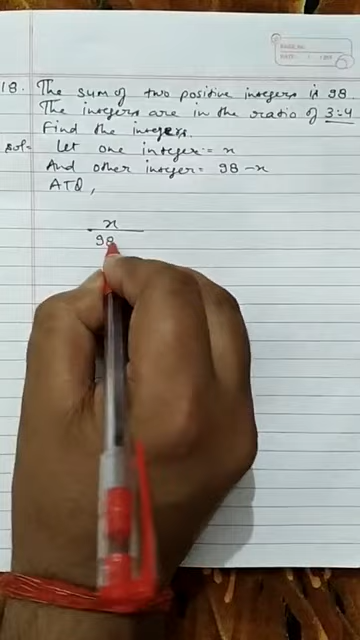 18. The sum of two positive integers is 98.
The integers are in the ratio of 3:4
Find the integers.
Sol:- Let one integer = x
And other integer = 98 - x
ATQ,
x
98